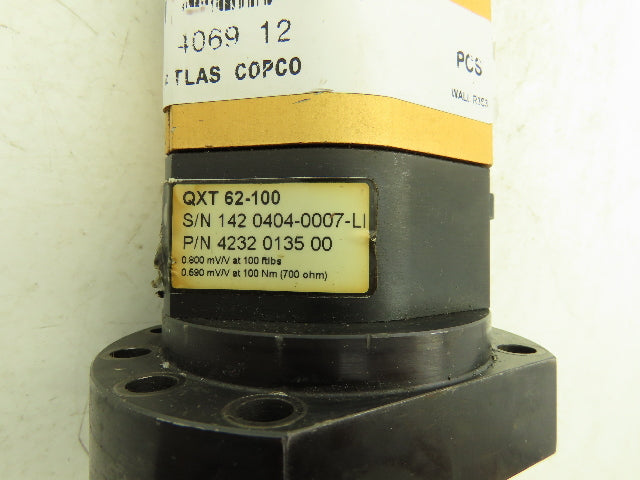 4069 12
TLAS COPCO
PCS
QXT 62-100
S/N 142 0404-0007-LI
P/N 4232 0135 00
0.800 mV/V at 100 ftlbs
0.590 mV/V at 100 Nm (700 ohm)